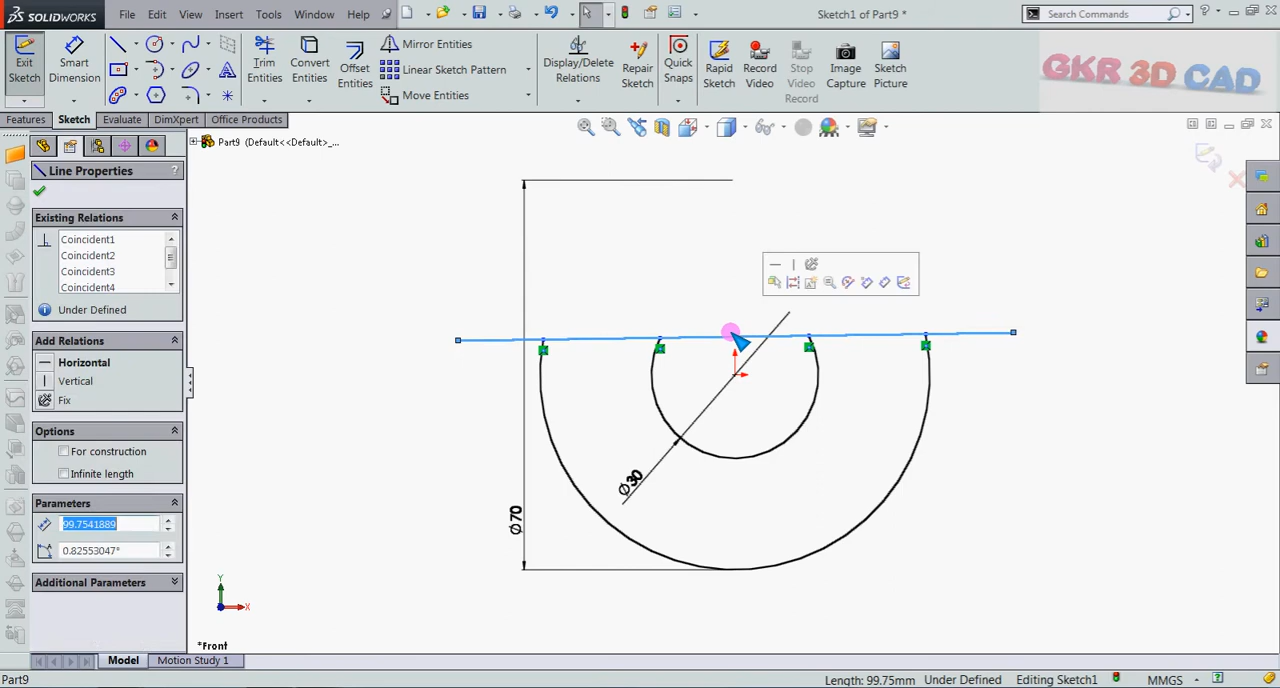 SOLIDWORKS File Edit View Insert Tools Window Help Sketch1 of Part9 * Search Commands ?
Exit Sketch
Smart Dimension
Trim Entities
Convert Entities
Offset Entities
Mirror Entities
Linear Sketch Pattern
Move Entities
Display/Delete Relations
Repair Sketch
Quick Snaps
Rapid Sketch
Record Video
Stop Video Record
Image Capture
Sketch Picture
GKR 3D CAD
Features Sketch Evaluate DimXpert Office Products
Part9 (Default<<Default>_...
Line Properties ?
Existing Relations
Coincident1
Coincident2
Coincident3
Coincident4
Under Defined
Add Relations
Horizontal
Vertical
Fix
Options
For construction
Infinite length
Parameters
99.7541889
0.82553047°
Additional Parameters
∅30
∅70
Y
X
*Front
Model Motion Study 1
Part9 Length: 99.75mm Under Defined Editing Sketch1 MMGS